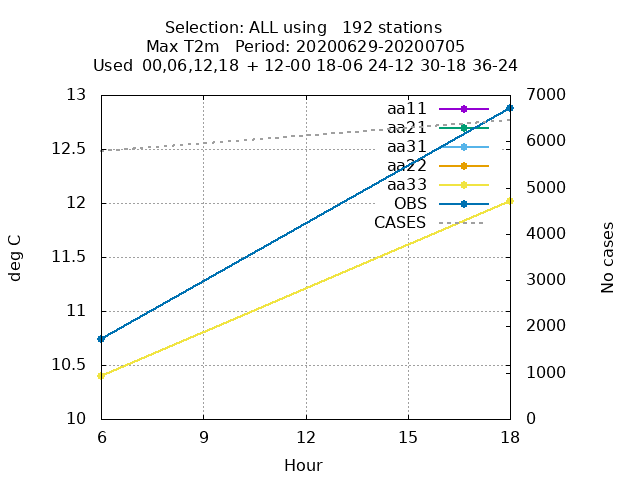 Selection: ALL using   192 stations
Max T2m   Period: 20200629-20200705
Used  00,06,12,18  + 12-00 18-06 24-12 30-18 36-24
13
12.5
12
11.5
11
10.5
10
deg C
7000
6000
5000
4000
3000
2000
1000
0
No cases
aa11
aa21
aa31
aa22
aa33
OBS
CASES
6 9 12 15 18
Hour